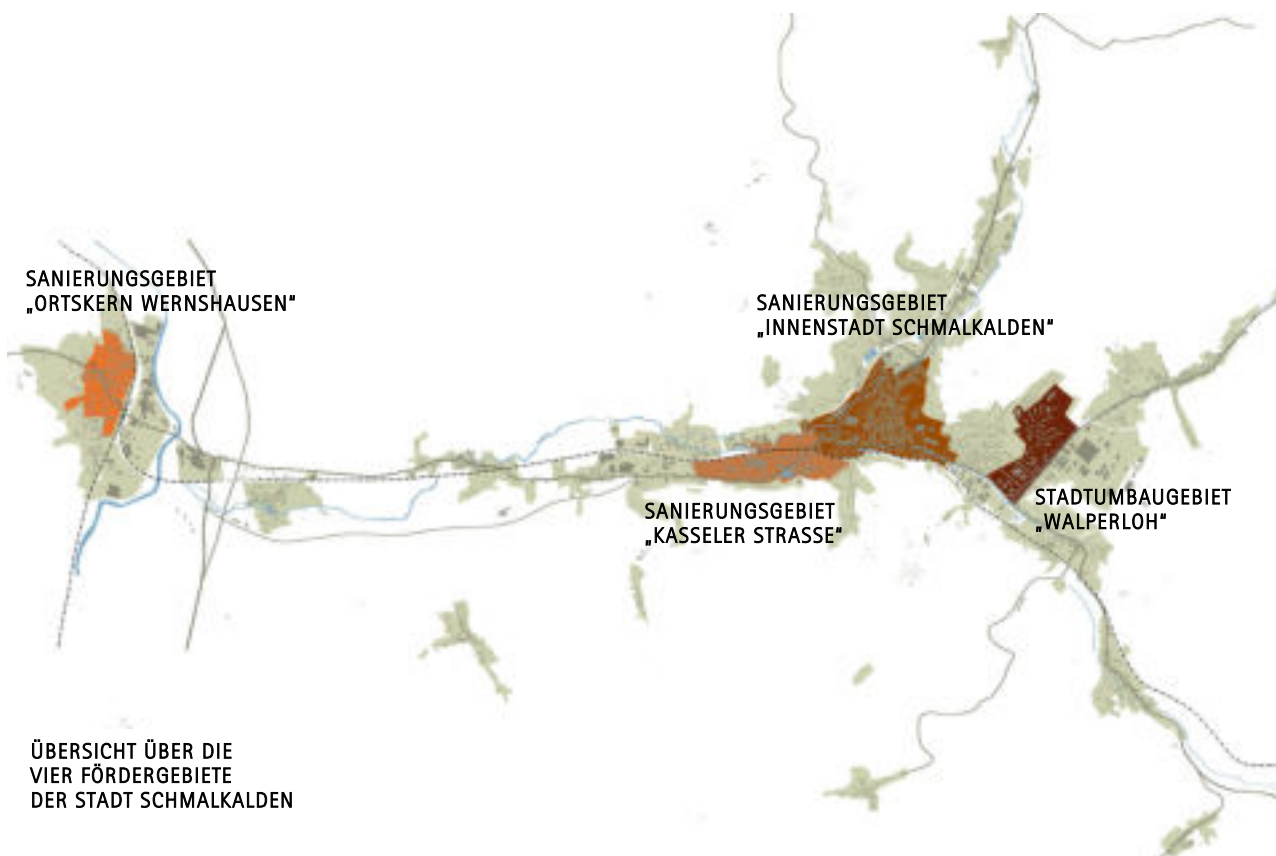 SANIERUNGSGEBIET
„ORTSKERN WERNSHAUSEN“
SANIERUNGSGEBIET
„INNENSTADT SCHMALKALDEN“
SANIERUNGSGEBIET
„KASSELER STRASSE“
STADTUMBAUGEBIET
„WALPERLOH“
ÜBERSICHT ÜBER DIE
VIER FÖRDERGEBIETE
DER STADT SCHMALKALDEN